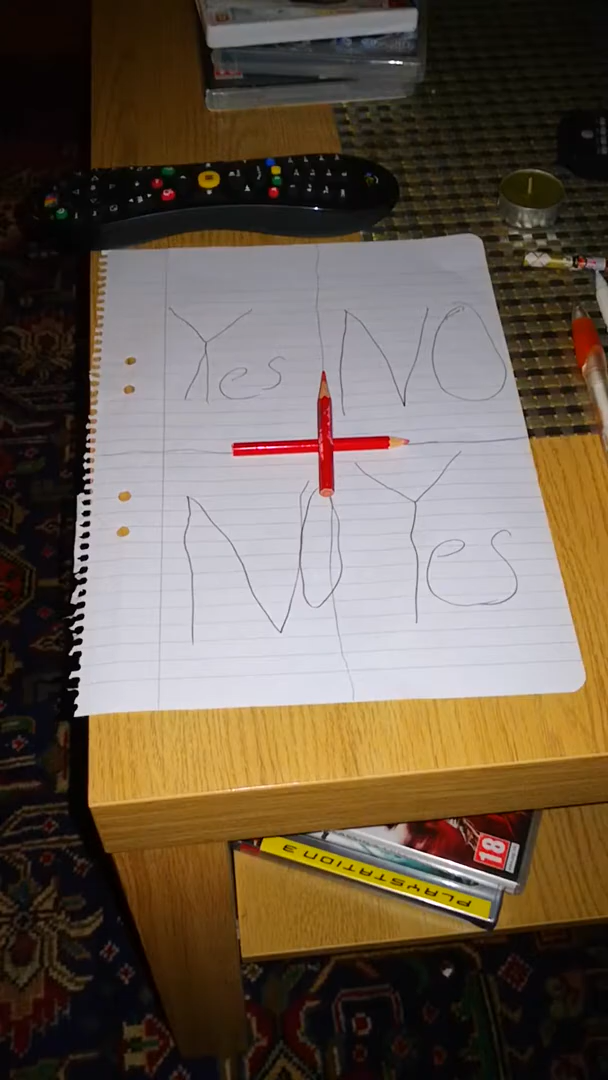 Yes NO
NO Yes
PLAYSTATION 3
18